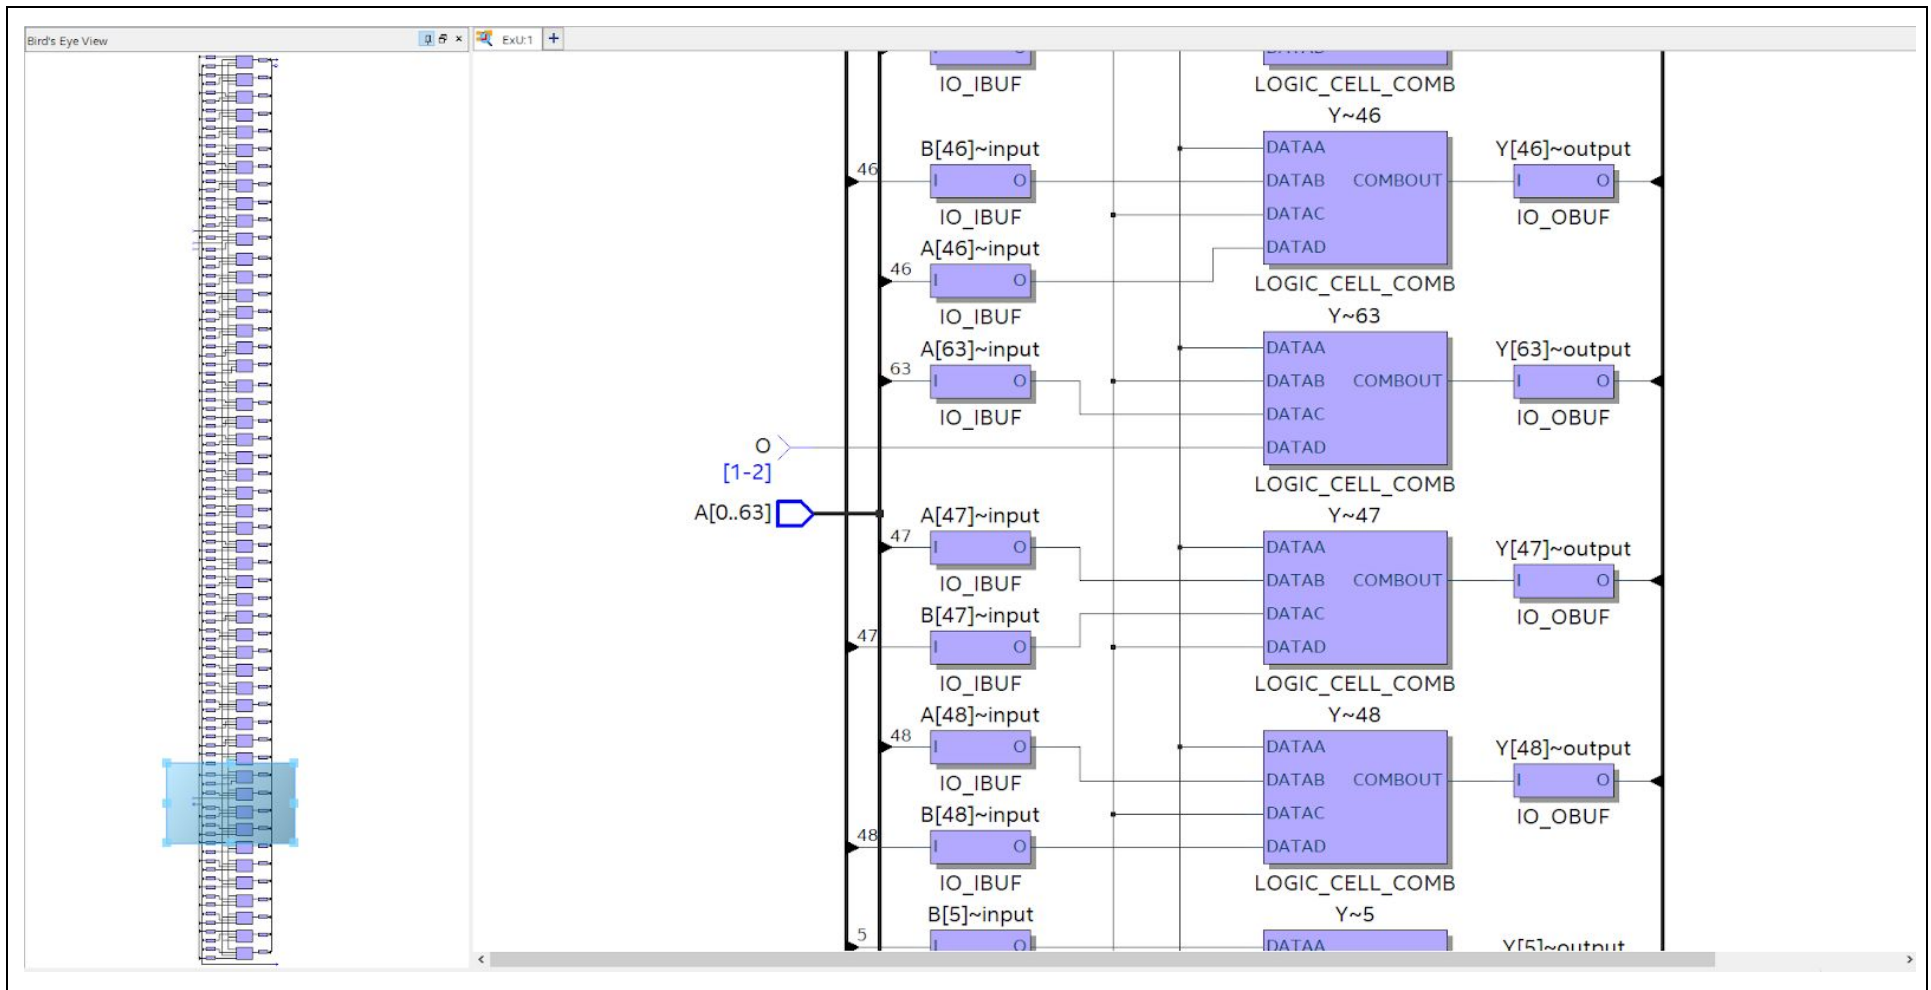 Bird's Eye View
ExU:1
IO_IBUF
LOGIC_CELL_COMB
Y~46
B[46]~input
DATAA
Y[46]~output
46
I O
DATAB COMBOUT
I O
IO_IBUF
DATAC
IO_OBUF
A[46]~input
DATAD
46
I O
LOGIC_CELL_COMB
IO_IBUF
Y~63
A[63]~input
DATAA
Y[63]~output
63
I O
DATAB COMBOUT
I O
IO_IBUF
DATAC
IO_OBUF
O
DATAD
[1-2]
LOGIC_CELL_COMB
A[0..63]
A[47]~input
Y~47
47
I O
DATAA
Y[47]~output
IO_IBUF
DATAB COMBOUT
I O
B[47]~input
DATAC
IO_OBUF
47
I O
DATAD
IO_IBUF
LOGIC_CELL_COMB
A[48]~input
Y~48
48
I O
DATAA
Y[48]~output
IO_IBUF
DATAB COMBOUT
I O
B[48]~input
DATAC
IO_OBUF
48
I O
DATAD
IO_IBUF
LOGIC_CELL_COMB
B[5]~input
Y~5
5
I O
DATAA
Y[5]~output